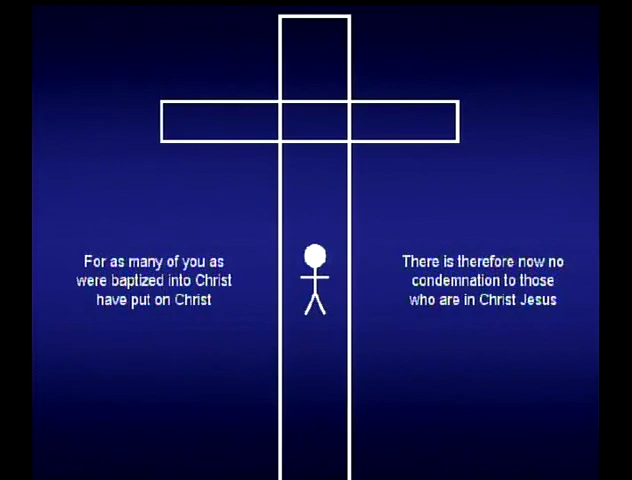 For as many of you as
were baptized into Christ
have put on Christ
There is therefore now no
condemnation to those
who are in Christ Jesus